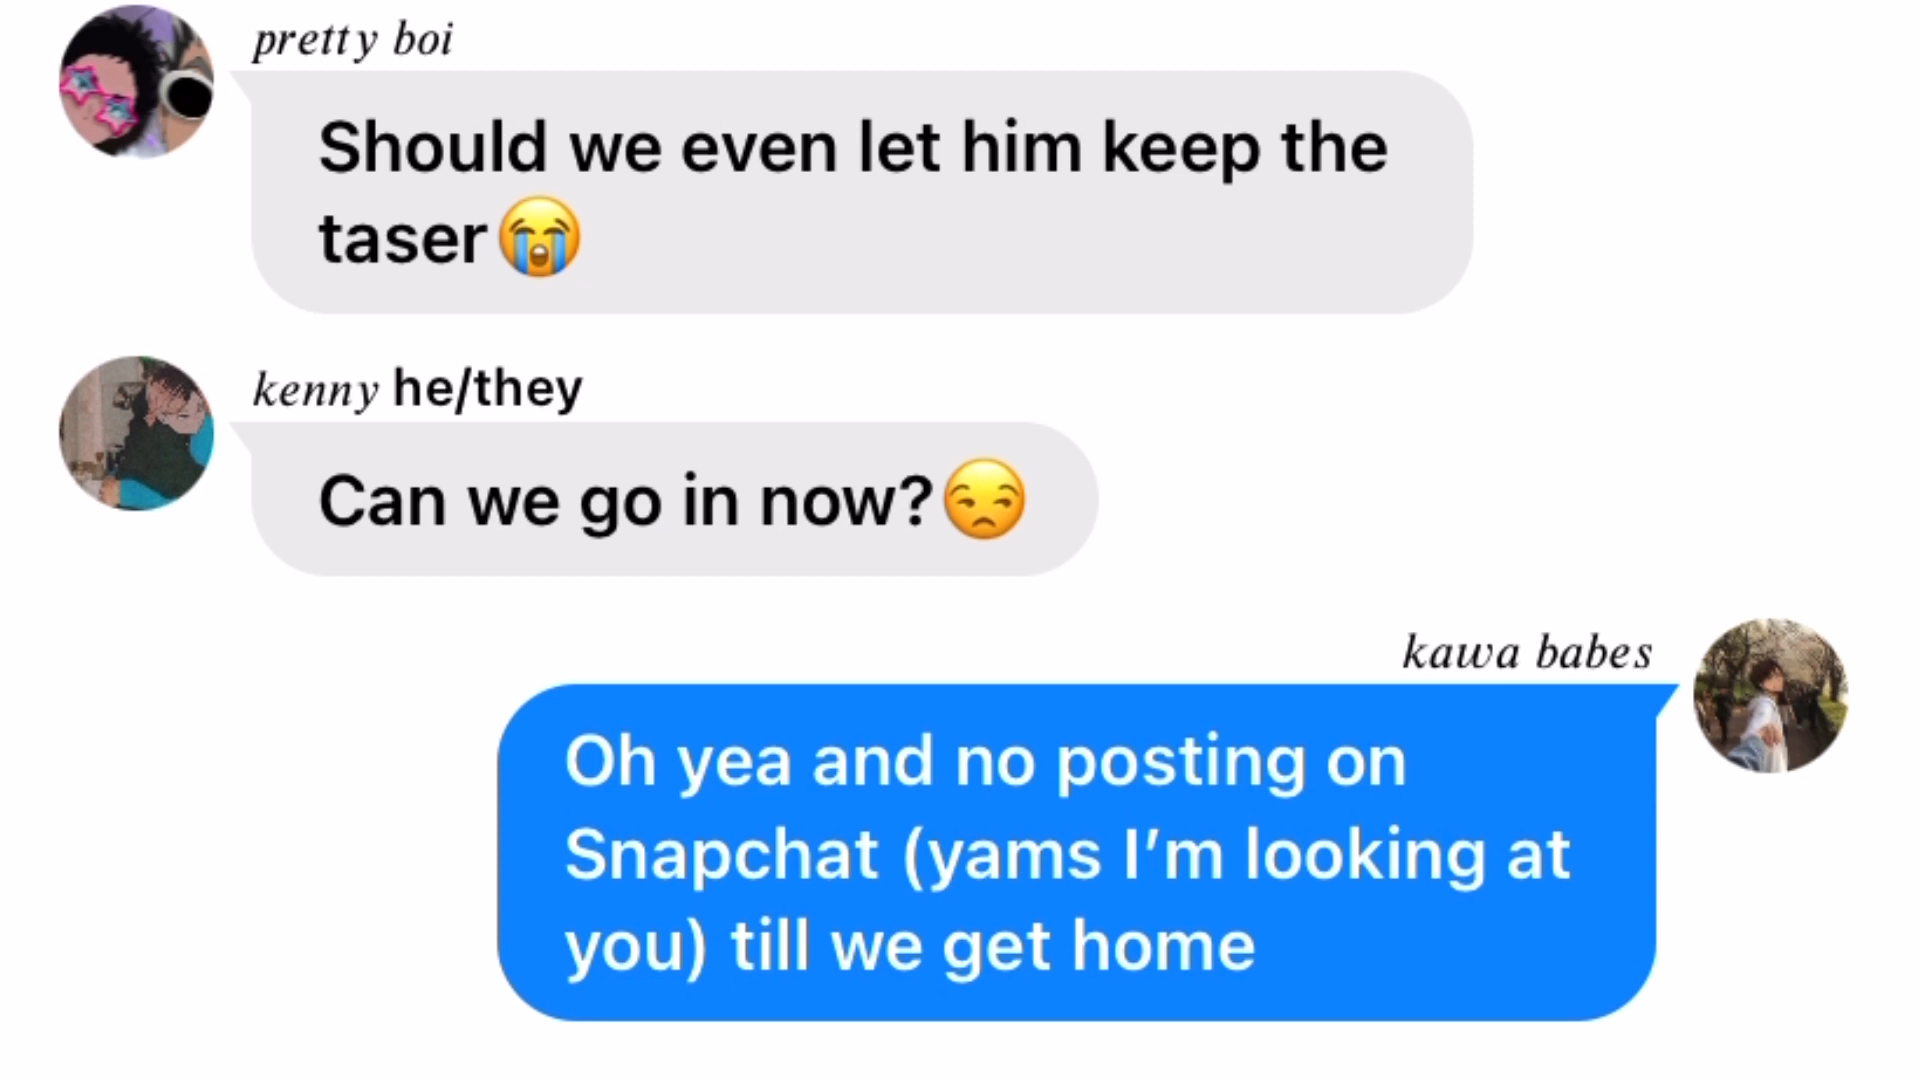 pretty boi
Should we even let him keep the
taser😭
kenny he/they
Can we go in now?😒
kawa babes
Oh yea and no posting on
Snapchat (yams I’m looking at
you) till we get home